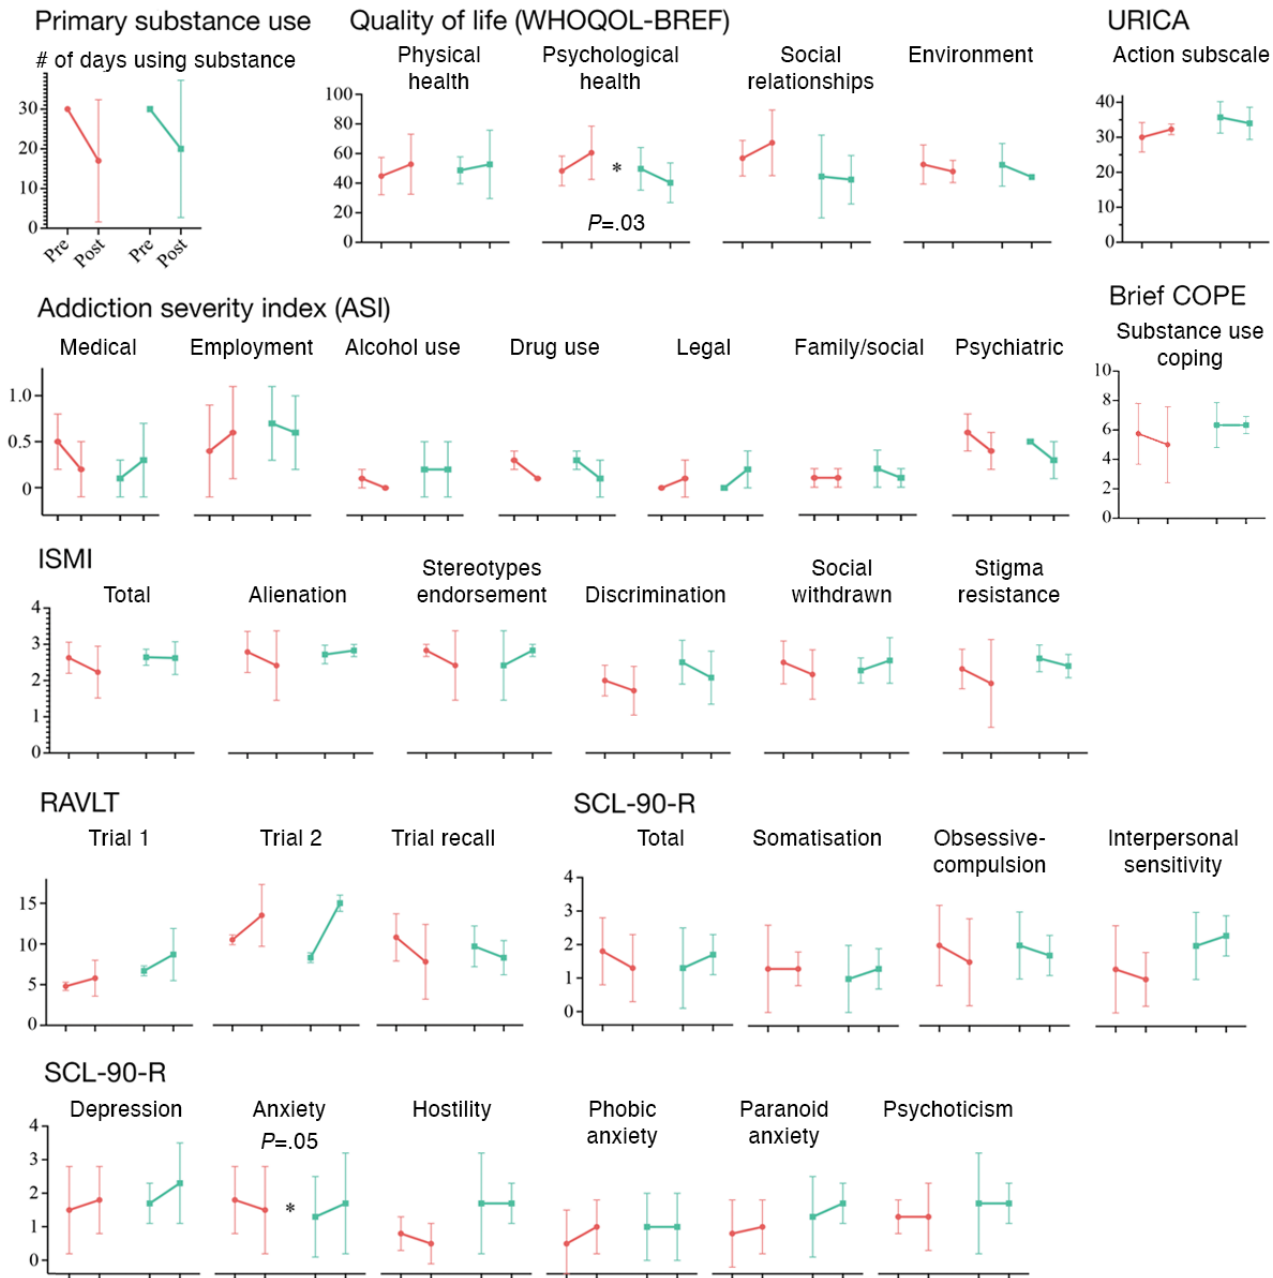 Primary substance use
# of days using substance
30
20
10
0
Pre
Post
Pre
Post
Quality of life (WHOQOL-BREF)
Physical
health
Psychological
health
Social
relationships
Environment
100
80
60
40
20
0
*
P=.03
URICA
Action subscale
40
30
20
10
0
Addiction severity index (ASI)
Medical
Employment
Alcohol use
Drug use
Legal
Family/social
Psychiatric
1.0
0.5
0
Brief COPE
Substance use
coping
10
8
6
4
2
0
ISMI
Total
Alienation
Stereotypes
endorsement
Discrimination
Social
withdrawn
Stigma
resistance
4
3
2
1
0
RAVLT
Trial 1
Trial 2
Trial recall
15
10
5
0
SCL-90-R
Total
Somatisation
Obsessive-
compulsion
Interpersonal
sensitivity
4
3
2
1
0
SCL-90-R
Depression
Anxiety
P=.05
*
Hostility
Phobic
anxiety
Paranoid
anxiety
Psychoticism
4
3
2
1
0